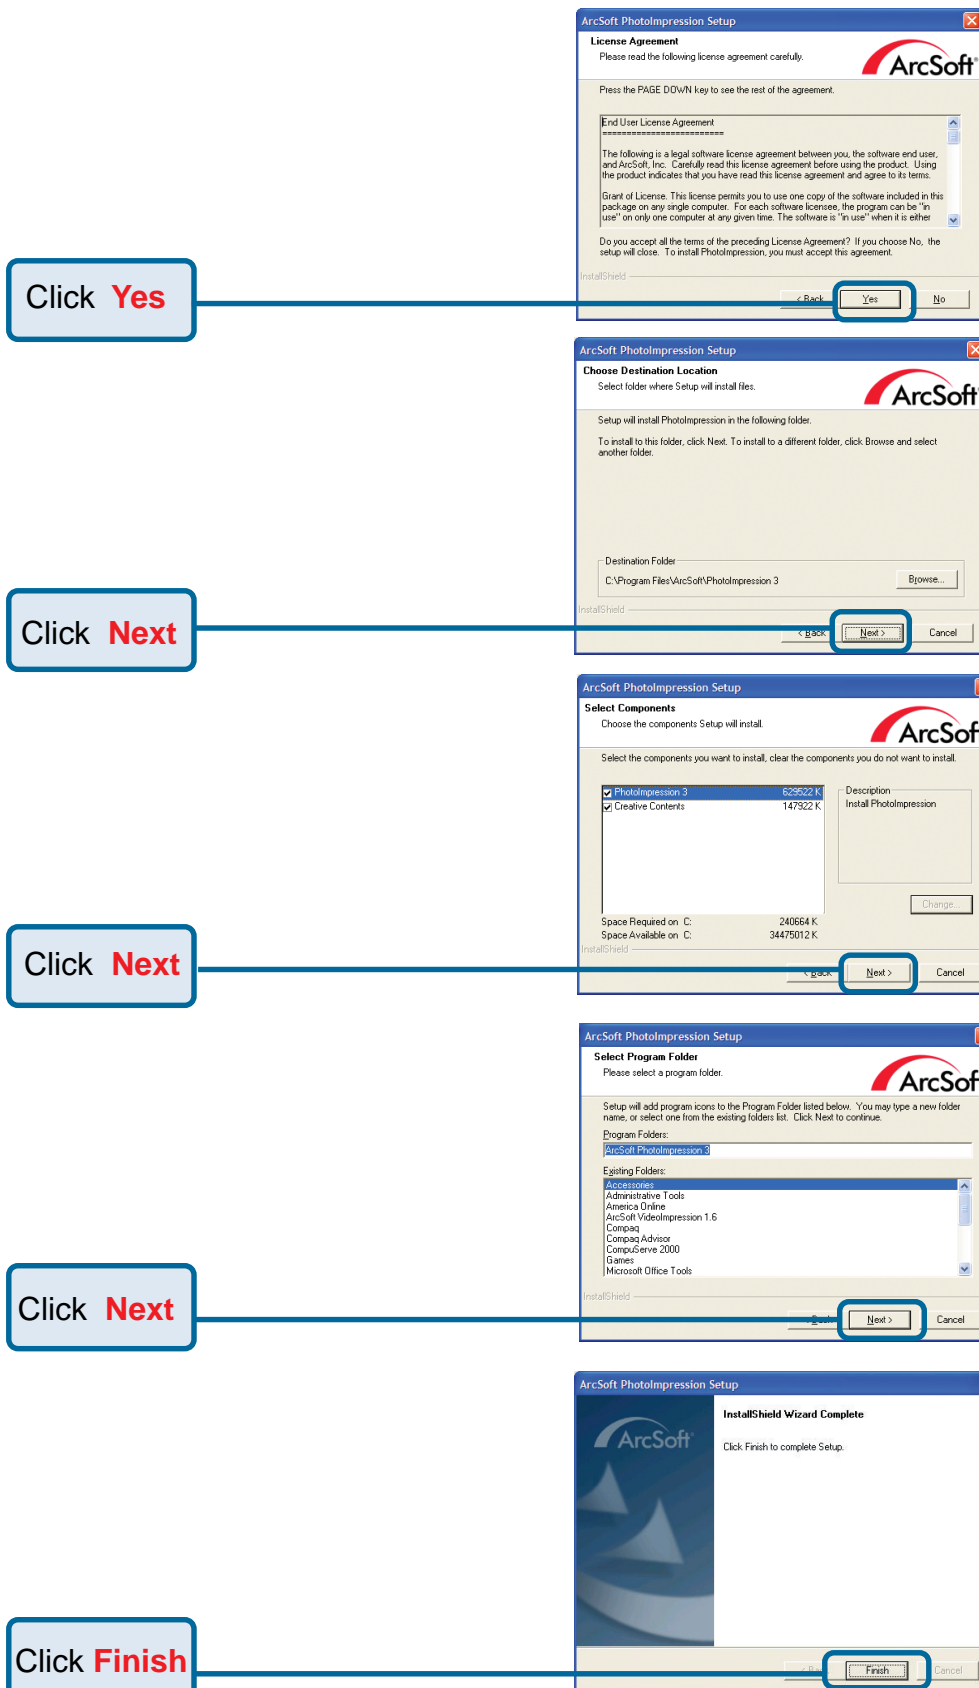 ArcSoft PhotoImpression Setup
License Agreement
Please read the following license agreement carefully.
ArcSoft®
Press the PAGE DOWN key to see the rest of the agreement.
End User License Agreement
=========================
The following is a legal software license agreement between you, the software end user,
and ArcSoft, Inc. Carefully read this license agreement before using the product. Using
the product indicates that you have read this license agreement and agree to its terms.
Grant of License. This license permits you to use one copy of the software included in this
package on any single computer. For each software licensee, the program can be "in
use" on only one computer at any given time. The software is "in use" when it is either
Do you accept all the terms of the preceding License Agreement? If you choose No, the
setup will close. To install PhotoImpression, you must accept this agreement.
InstallShield
< Back Yes No
Click Yes
ArcSoft PhotoImpression Setup
Choose Destination Location
Select folder where Setup will install files.
ArcSoft
Setup will install PhotoImpression in the following folder.
To install to this folder, click Next. To install to a different folder, click Browse and select
another folder.
Destination Folder
C:\Program Files\ArcSoft\PhotoImpression 3
Browse...
InstallShield
< Back Next > Cancel
Click Next
ArcSoft PhotoImpression Setup
Select Components
Choose the components Setup will install.
ArcSof
Select the components you want to install, clear the components you do not want to install.
PhotoImpression 3 629522 K
Creative Contents 147922 K
Description
Install PhotoImpression
Change...
Space Required on C: 240664 K
Space Available on C: 34475012 K
InstallShield
< Back Next > Cancel
Click Next
ArcSoft PhotoImpression Setup
Select Program Folder
Please select a program folder.
ArcSof
Setup will add program icons to the Program Folder listed below. You may type a new folder
name, or select one from the existing folders list. Click Next to continue.
Program Folders:
ArcSoft PhotoImpression 3
Existing Folders:
Accessories
Administrative Tools
America Online
ArcSoft VideoImpression 1.6
Compaq
Compaq Advisor
CompuServe 2000
Games
Microsoft Office Tools
InstallShield
Next > Cancel
Click Next
ArcSoft PhotoImpression Setup
ArcSoft®
InstallShield Wizard Complete
Click Finish to complete Setup.
Finish Cancel
Click Finish